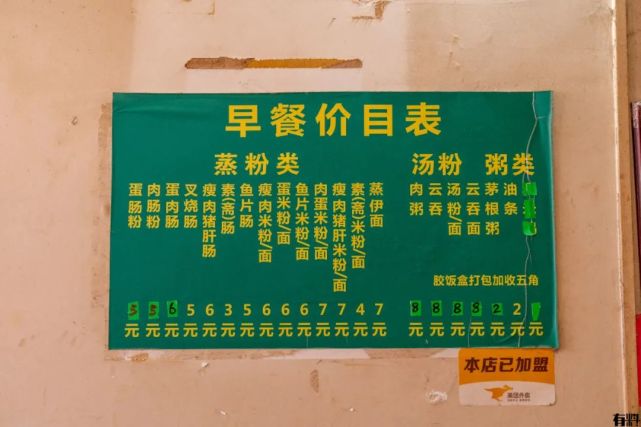 早餐价目表
蒸粉类
汤粉 粥类
蛋肠粉
肉肠粉
蛋肉肠
叉烧肠
瘦肉猪肝肠
素(斋)肠
鱼片肠
瘦肉米粉/面
蛋米粉/面
鱼片米粉/面
肉蛋米粉/面
瘦肉猪肝米粉/面
素(斋)米粉/面
蒸伊面
肉粥
云吞
汤粉/面
云吞面
茅根粥
油条
胶饭盒打包加收五角
5 5 6 5 6 3 5 6 6 6 7 7 4 7
元 元 元 元 元 元 元 元 元 元 元 元 元 元
8 8 8 8 2 2 1
元 元 元 元 元 元 元
本店已加盟
美团外卖
有料